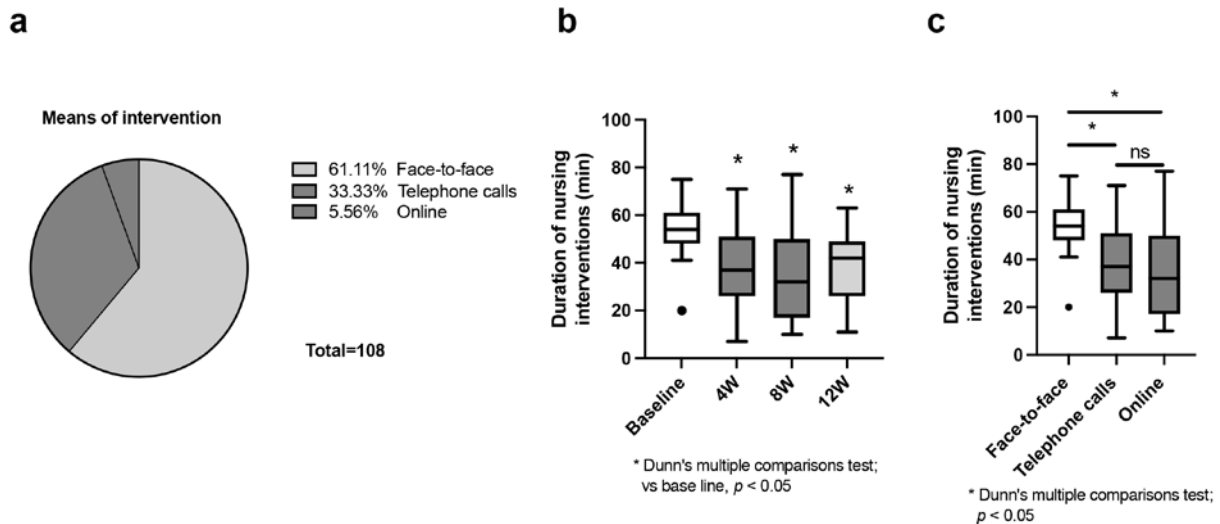 a
Means of intervention
61.11% Face-to-face
33.33% Telephone calls
5.56% Online
Total=108
b
Duration of nursing
interventions (min)
100
80
60
40
20
0
*
*
*
Baseline
4W
8W
12W
* Dunn's multiple comparisons test;
vs base line, p < 0.05
c
Duration of nursing
interventions (min)
100
80
60
40
20
0
*
*
ns
Face-to-face
Telephone calls
Online
* Dunn's multiple comparisons test;
p < 0.05